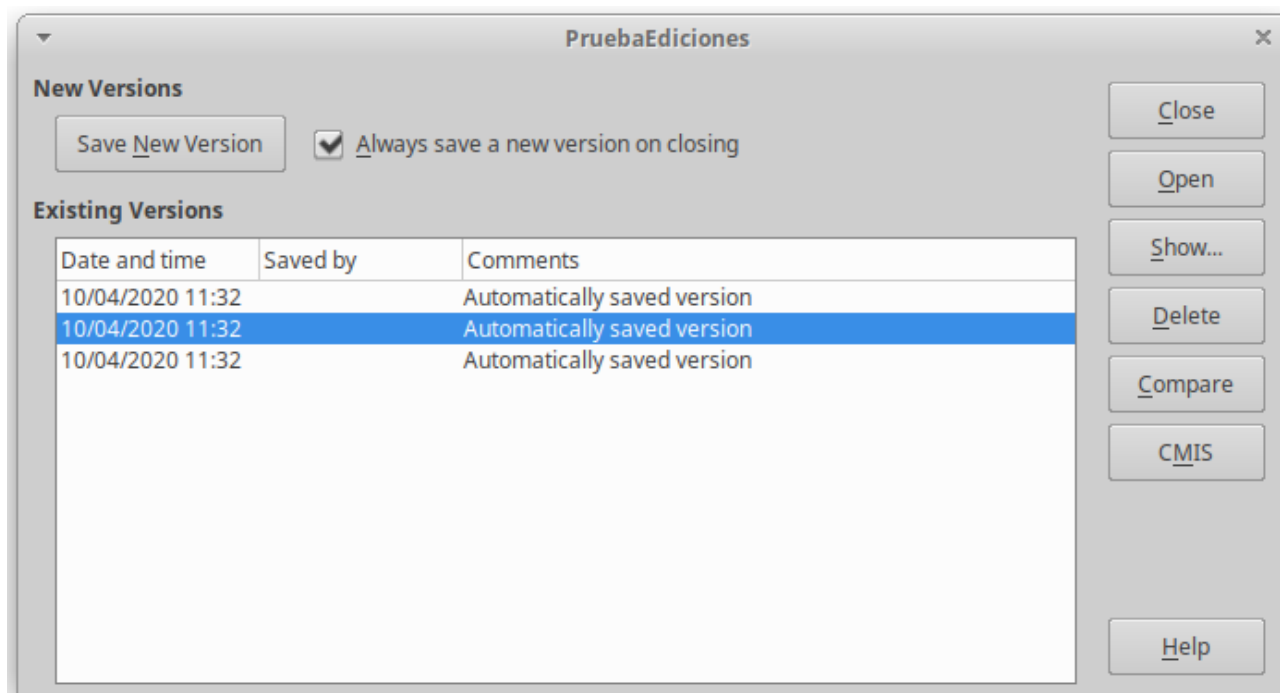 PruebaEdiciones
New Versions
Save New Version
Always save a new version on closing
Existing Versions
Date and time Saved by Comments
10/04/2020 11:32 Automatically saved version
10/04/2020 11:32 Automatically saved version
10/04/2020 11:32 Automatically saved version
Close
Open
Show...
Delete
Compare
CMIS
Help